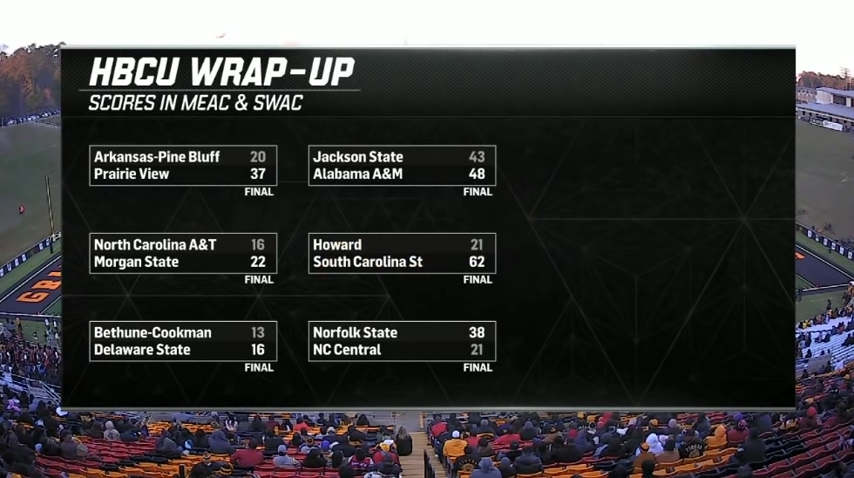 HBCU WRAP-UP
SCORES IN MEAC & SWAC
Arkansas-Pine Bluff 20
Prairie View 37
FINAL
Jackson State 43
Alabama A&M 48
FINAL
North Carolina A&T 16
Morgan State 22
FINAL
Howard 21
South Carolina St 62
FINAL
Bethune-Cookman 13
Delaware State 16
FINAL
Norfolk State 38
NC Central 21
FINAL